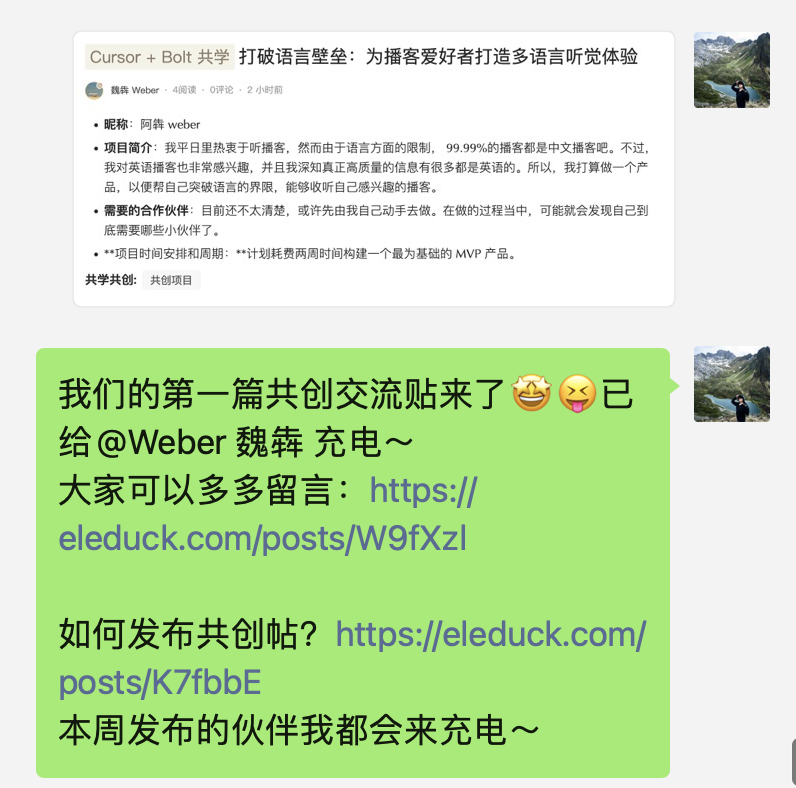 Cursor + Bolt 共学 打破语言壁垒：为播客爱好者打造多语言听觉体验
魏犇 Weber · 4阅读 · 0评论 · 2 小时前
• 昵称：阿犇 weber
• 项目简介：我平日里热衷于听播客，然而由于语言方面的限制， 99.99%的播客都是中文播客吧。不过，
我对英语播客也非常感兴趣，并且我深知真正高质量的信息有很多都是英语的。所以，我打算做一个产
品，以便帮自己突破语言的界限，能够收听自己感兴趣的播客。
• 需要的合作伙伴：目前还不太清楚，或许先由我自己动手去做。在做的过程当中，可能就会发现自己到
底需要哪些小伙伴了。
• **项目时间安排和周期：**计划耗费两周时间构建一个最为基础的 MVP 产品。
共学共创: 共创项目
我们的第一篇共创交流贴来了🤩😝已
给@Weber 魏犇 充电～
大家可以多多留言：https://
eleduck.com/posts/W9fXzl
如何发布共创帖？https://eleduck.com/
posts/K7fbbE
本周发布的伙伴我都会来充电～